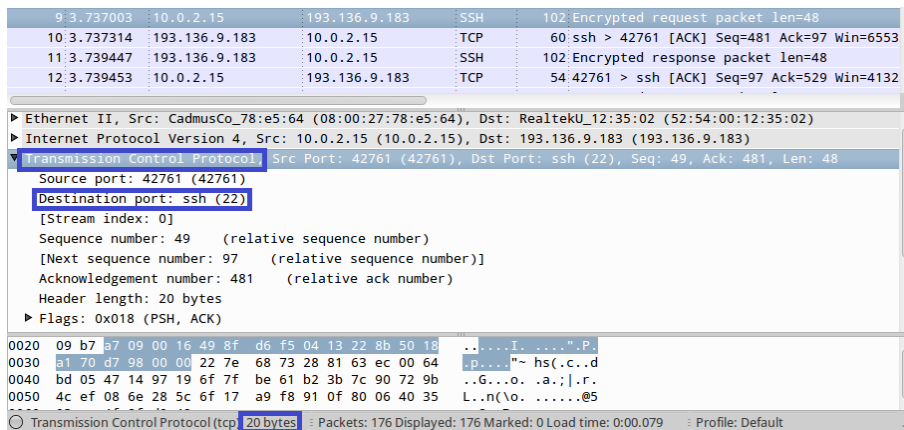 9 3.737003 10.0.2.15 193.136.9.183 SSH 102 Encrypted request packet len=48
10 3.737314 193.136.9.183 10.0.2.15 TCP 60 ssh > 42761 [ACK] Seq=481 Ack=97 Win=6553
11 3.739447 193.136.9.183 10.0.2.15 SSH 102 Encrypted response packet len=48
12 3.739453 10.0.2.15 193.136.9.183 TCP 54 42761 > ssh [ACK] Seq=97 Ack=529 Win=4132
Ethernet II, Src: CadmusCo_78:e5:64 (08:00:27:78:e5:64), Dst: RealtekU_12:35:02 (52:54:00:12:35:02)
Internet Protocol Version 4, Src: 10.0.2.15 (10.0.2.15), Dst: 193.136.9.183 (193.136.9.183)
Transmission Control Protocol, Src Port: 42761 (42761), Dst Port: ssh (22), Seq: 49, Ack: 481, Len: 48
Source port: 42761 (42761)
Destination port: ssh (22)
[Stream index: 0]
Sequence number: 49 (relative sequence number)
[Next sequence number: 97 (relative sequence number)]
Acknowledgement number: 481 (relative ack number)
Header length: 20 bytes
Flags: 0x018 (PSH, ACK)
0020 09 b7 a7 09 00 16 49 8f d6 f5 04 13 22 8b 50 18 ......I. ....".P.
0030 a1 70 d7 98 00 00 22 7e 68 73 28 81 63 ec 00 64 .p...."~ hs(.c..d
0040 bd 05 47 14 97 19 6f 7f be 61 b2 3b 7c 90 72 9b ..G...o. .a.;|.r.
0050 4c ef 08 6e 28 5c 6f 17 a9 f8 91 0f 80 06 40 35 L..n(\o. ......@5
Transmission Control Protocol (tcp) 20 bytes Packets: 176 Displayed: 176 Marked: 0 Load time: 0:00.079 Profile: Default